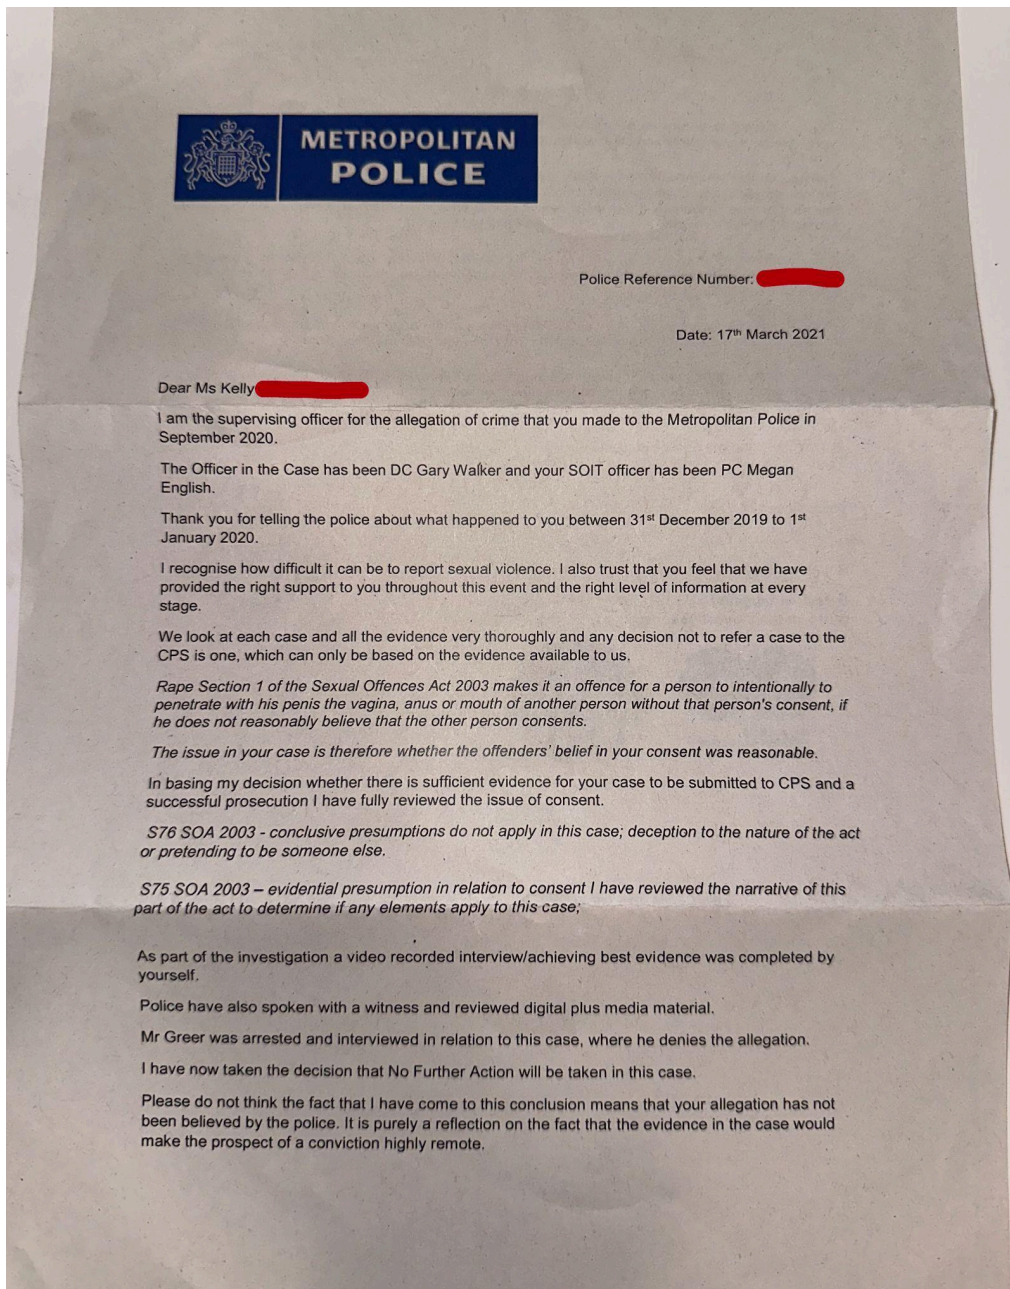 METROPOLITAN
POLICE
Police Reference Number:
Date: 17th March 2021
Dear Ms Kelly
I am the supervising officer for the allegation of crime that you made to the Metropolitan Police in
September 2020.
The Officer in the Case has been DC Gary Walker and your SOIT officer has been PC Megan
English.
Thank you for telling the police about what happened to you between 31st December 2019 to 1st
January 2020.
I recognise how difficult it can be to report sexual violence. I also trust that you feel that we have
provided the right support to you throughout this event and the right level of information at every
stage.
We look at each case and all the evidence very thoroughly and any decision not to refer a case to the
CPS is one, which can only be based on the evidence available to us.
Rape Section 1 of the Sexual Offences Act 2003 makes it an offence for a person to intentionally to
penetrate with his penis the vagina, anus or mouth of another person without that person's consent, if
he does not reasonably believe that the other person consents.
The issue in your case is therefore whether the offenders' belief in your consent was reasonable.
In basing my decision whether there is sufficient evidence for your case to be submitted to CPS and a
successful prosecution I have fully reviewed the issue of consent.
S76 SOA 2003 - conclusive presumptions do not apply in this case; deception to the nature of the act
or pretending to be someone else.
S75 SOA 2003 – evidential presumption in relation to consent I have reviewed the narrative of this
part of the act to determine if any elements apply to this case;
As part of the investigation a video recorded interview/achieving best evidence was completed by
yourself.
Police have also spoken with a witness and reviewed digital plus media material.
Mr Greer was arrested and interviewed in relation to this case, where he denies the allegation.
I have now taken the decision that No Further Action will be taken in this case.
Please do not think the fact that I have come to this conclusion means that your allegation has not
been believed by the police. It is purely a reflection on the fact that the evidence in the case would
make the prospect of a conviction highly remote.